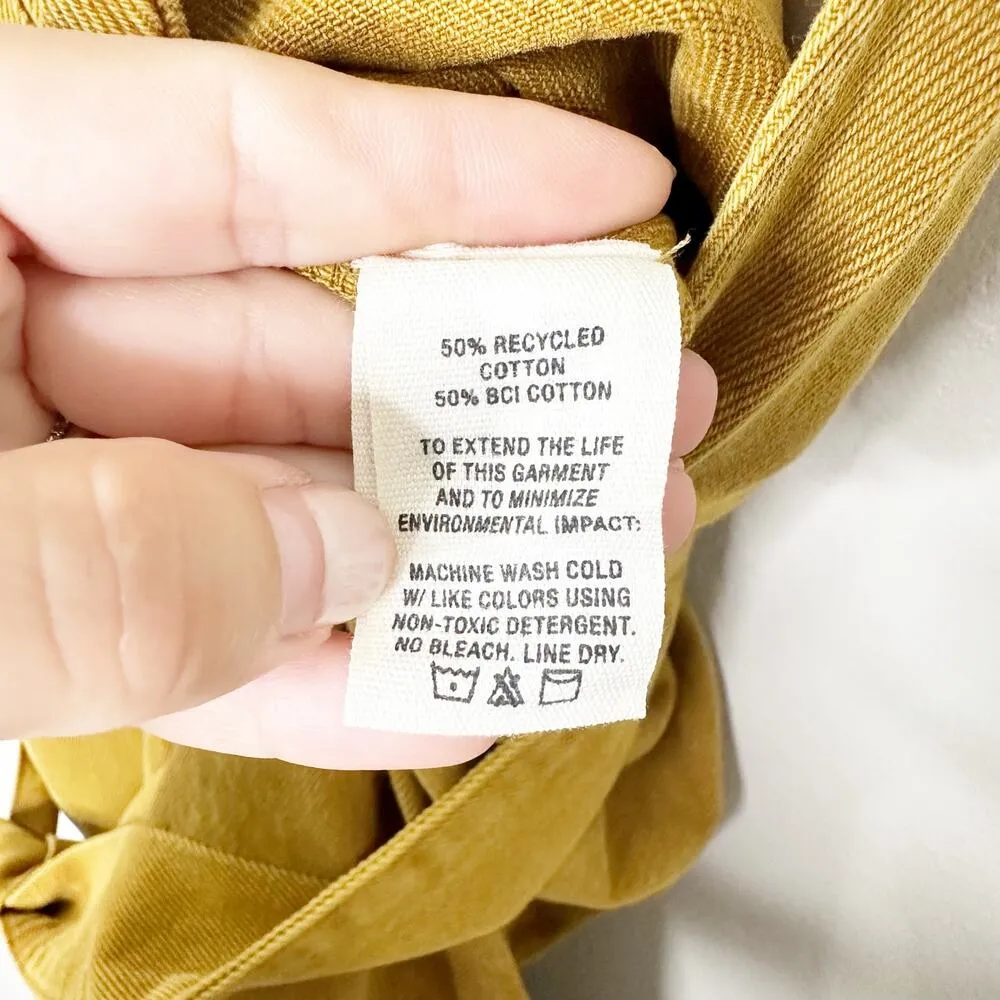 50% RECYCLED
COTTON
50% BCI COTTON
TO EXTEND THE LIFE
OF THIS GARMENT
AND TO MINIMIZE
ENVIRONMENTAL IMPACT:
MACHINE WASH COLD
W/ LIKE COLORS USING
NON-TOXIC DETERGENT.
NO BLEACH. LINE DRY.